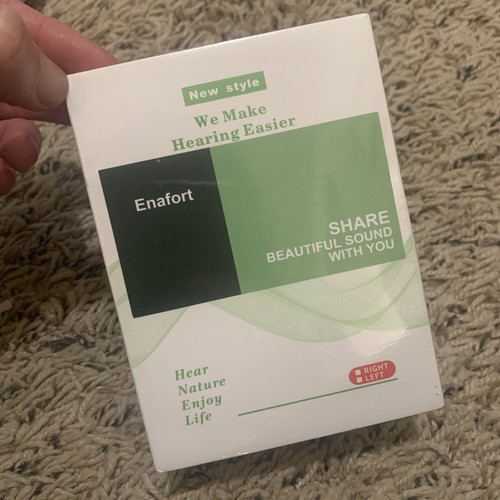 New style
We Make
Hearing Easier
Enafort
SHARE
BEAUTIFUL SOUND
WITH YOU
Hear
Nature
Enjoy
Life
RIGHT
LEFT